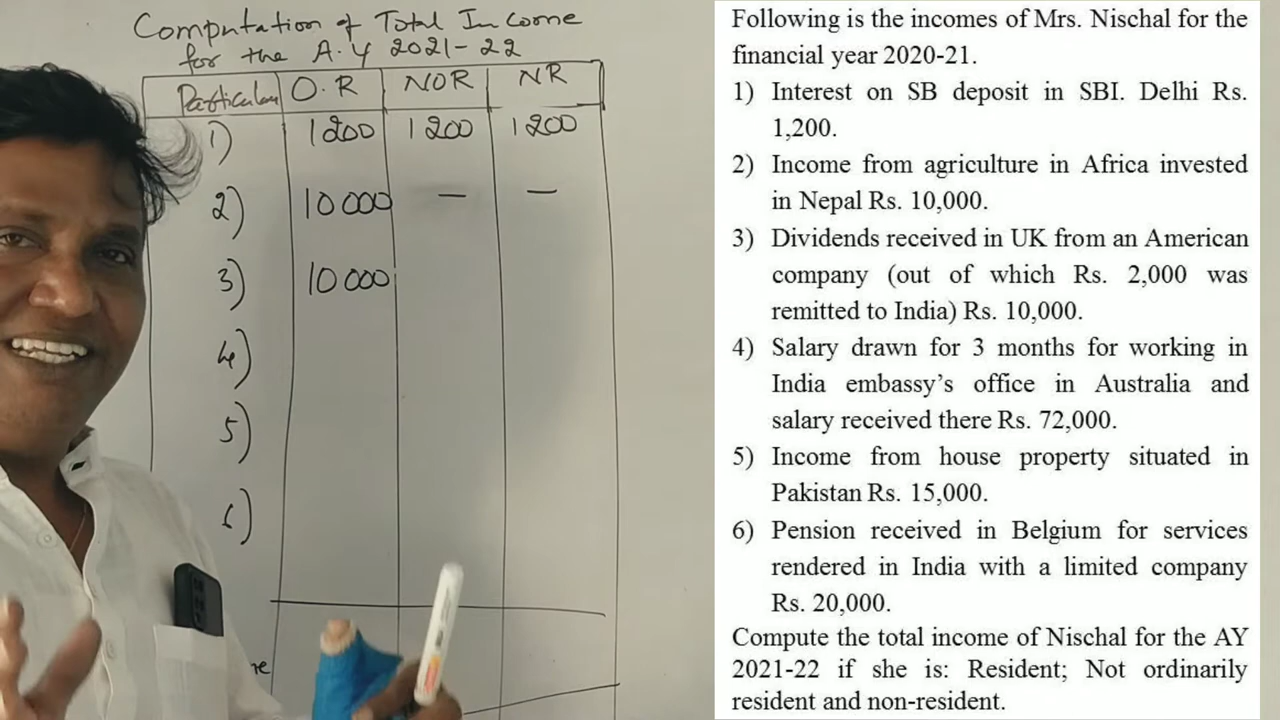 Computation of Total Income
for the A.Y 2021-22
Particulars O.R NOR NR
1) 1200 1200 1200
2) 10000 — —
3) 10000
4)
5)
6)
Following is the incomes of Mrs. Nischal for the
financial year 2020-21.
1) Interest on SB deposit in SBI. Delhi Rs.
1,200.
2) Income from agriculture in Africa invested
in Nepal Rs. 10,000.
3) Dividends received in UK from an American
company (out of which Rs. 2,000 was
remitted to India) Rs. 10,000.
4) Salary drawn for 3 months for working in
India embassy's office in Australia and
salary received there Rs. 72,000.
5) Income from house property situated in
Pakistan Rs. 15,000.
6) Pension received in Belgium for services
rendered in India with a limited company
Rs. 20,000.
Compute the total income of Nischal for the AY
2021-22 if she is: Resident; Not ordinarily
resident and non-resident.